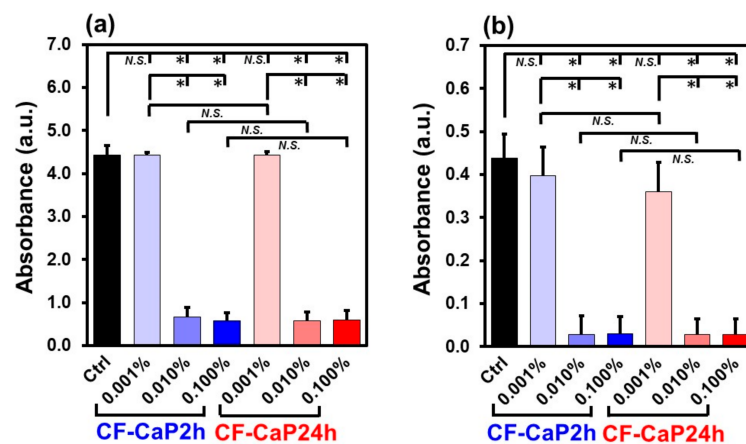 (a)
Absorbance (a.u.)
7.0
6.0
5.0
4.0
3.0
2.0
1.0
0.0
N.S. * * N.S. * *
* * * *
N.S.
N.S.
N.S.
Ctrl 0.001% 0.010% 0.100% 0.001% 0.010% 0.100%
CF-CaP2h CF-CaP24h
(b)
Absorbance (a.u.)
0.7
0.6
0.5
0.4
0.3
0.2
0.1
0.0
N.S. * * N.S. * *
* * * *
N.S.
N.S.
N.S.
Ctrl 0.001% 0.010% 0.100% 0.001% 0.010% 0.100%
CF-CaP2h CF-CaP24h